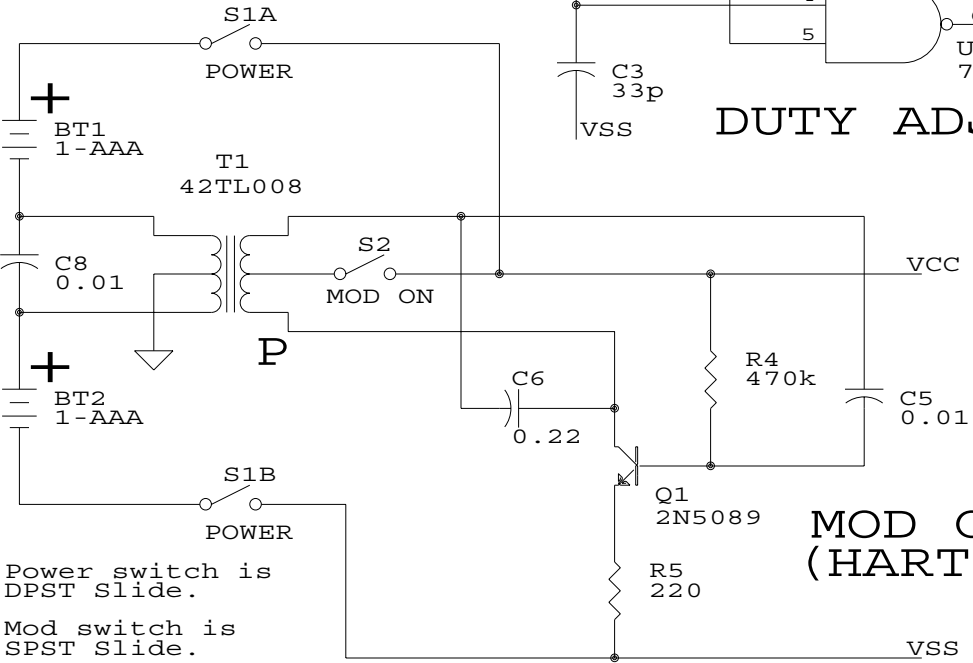 S1A
POWER
5
C3
33p
VSS
DUTY
+
BT1
1-AAA
T1
42TL008
S2
MOD ON
VCC
C8
0.01
P
+
BT2
1-AAA
R4
470k
C5
0.01
C6
0.22
S1B
POWER
Q1
2N5089
MOD
R5
220
Power switch is
DPST Slide.
Mod switch is
SPST Slide.
VSS